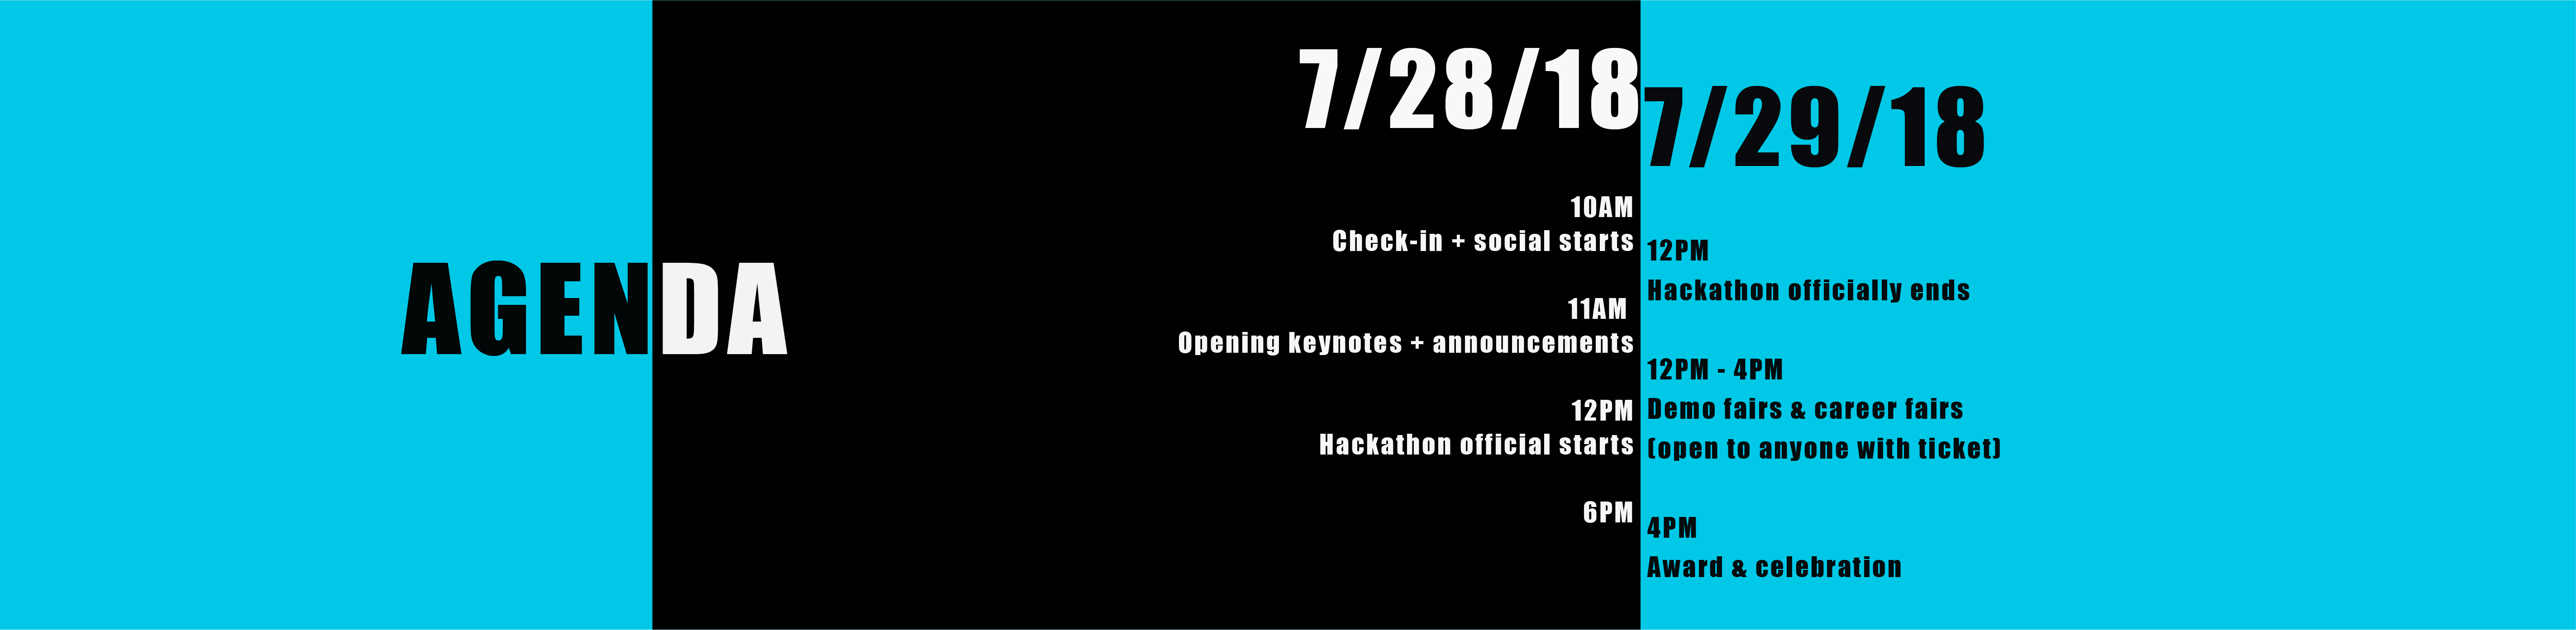 AGENDA
7/28/18
10AM
Check-in + social starts
11AM
Opening keynotes + announcements
12PM
Hackathon official starts
6PM
7/29/18
12PM
Hackathon officially ends
12PM - 4PM
Demo fairs & career fairs
(open to anyone with ticket)
4PM
Award & celebration